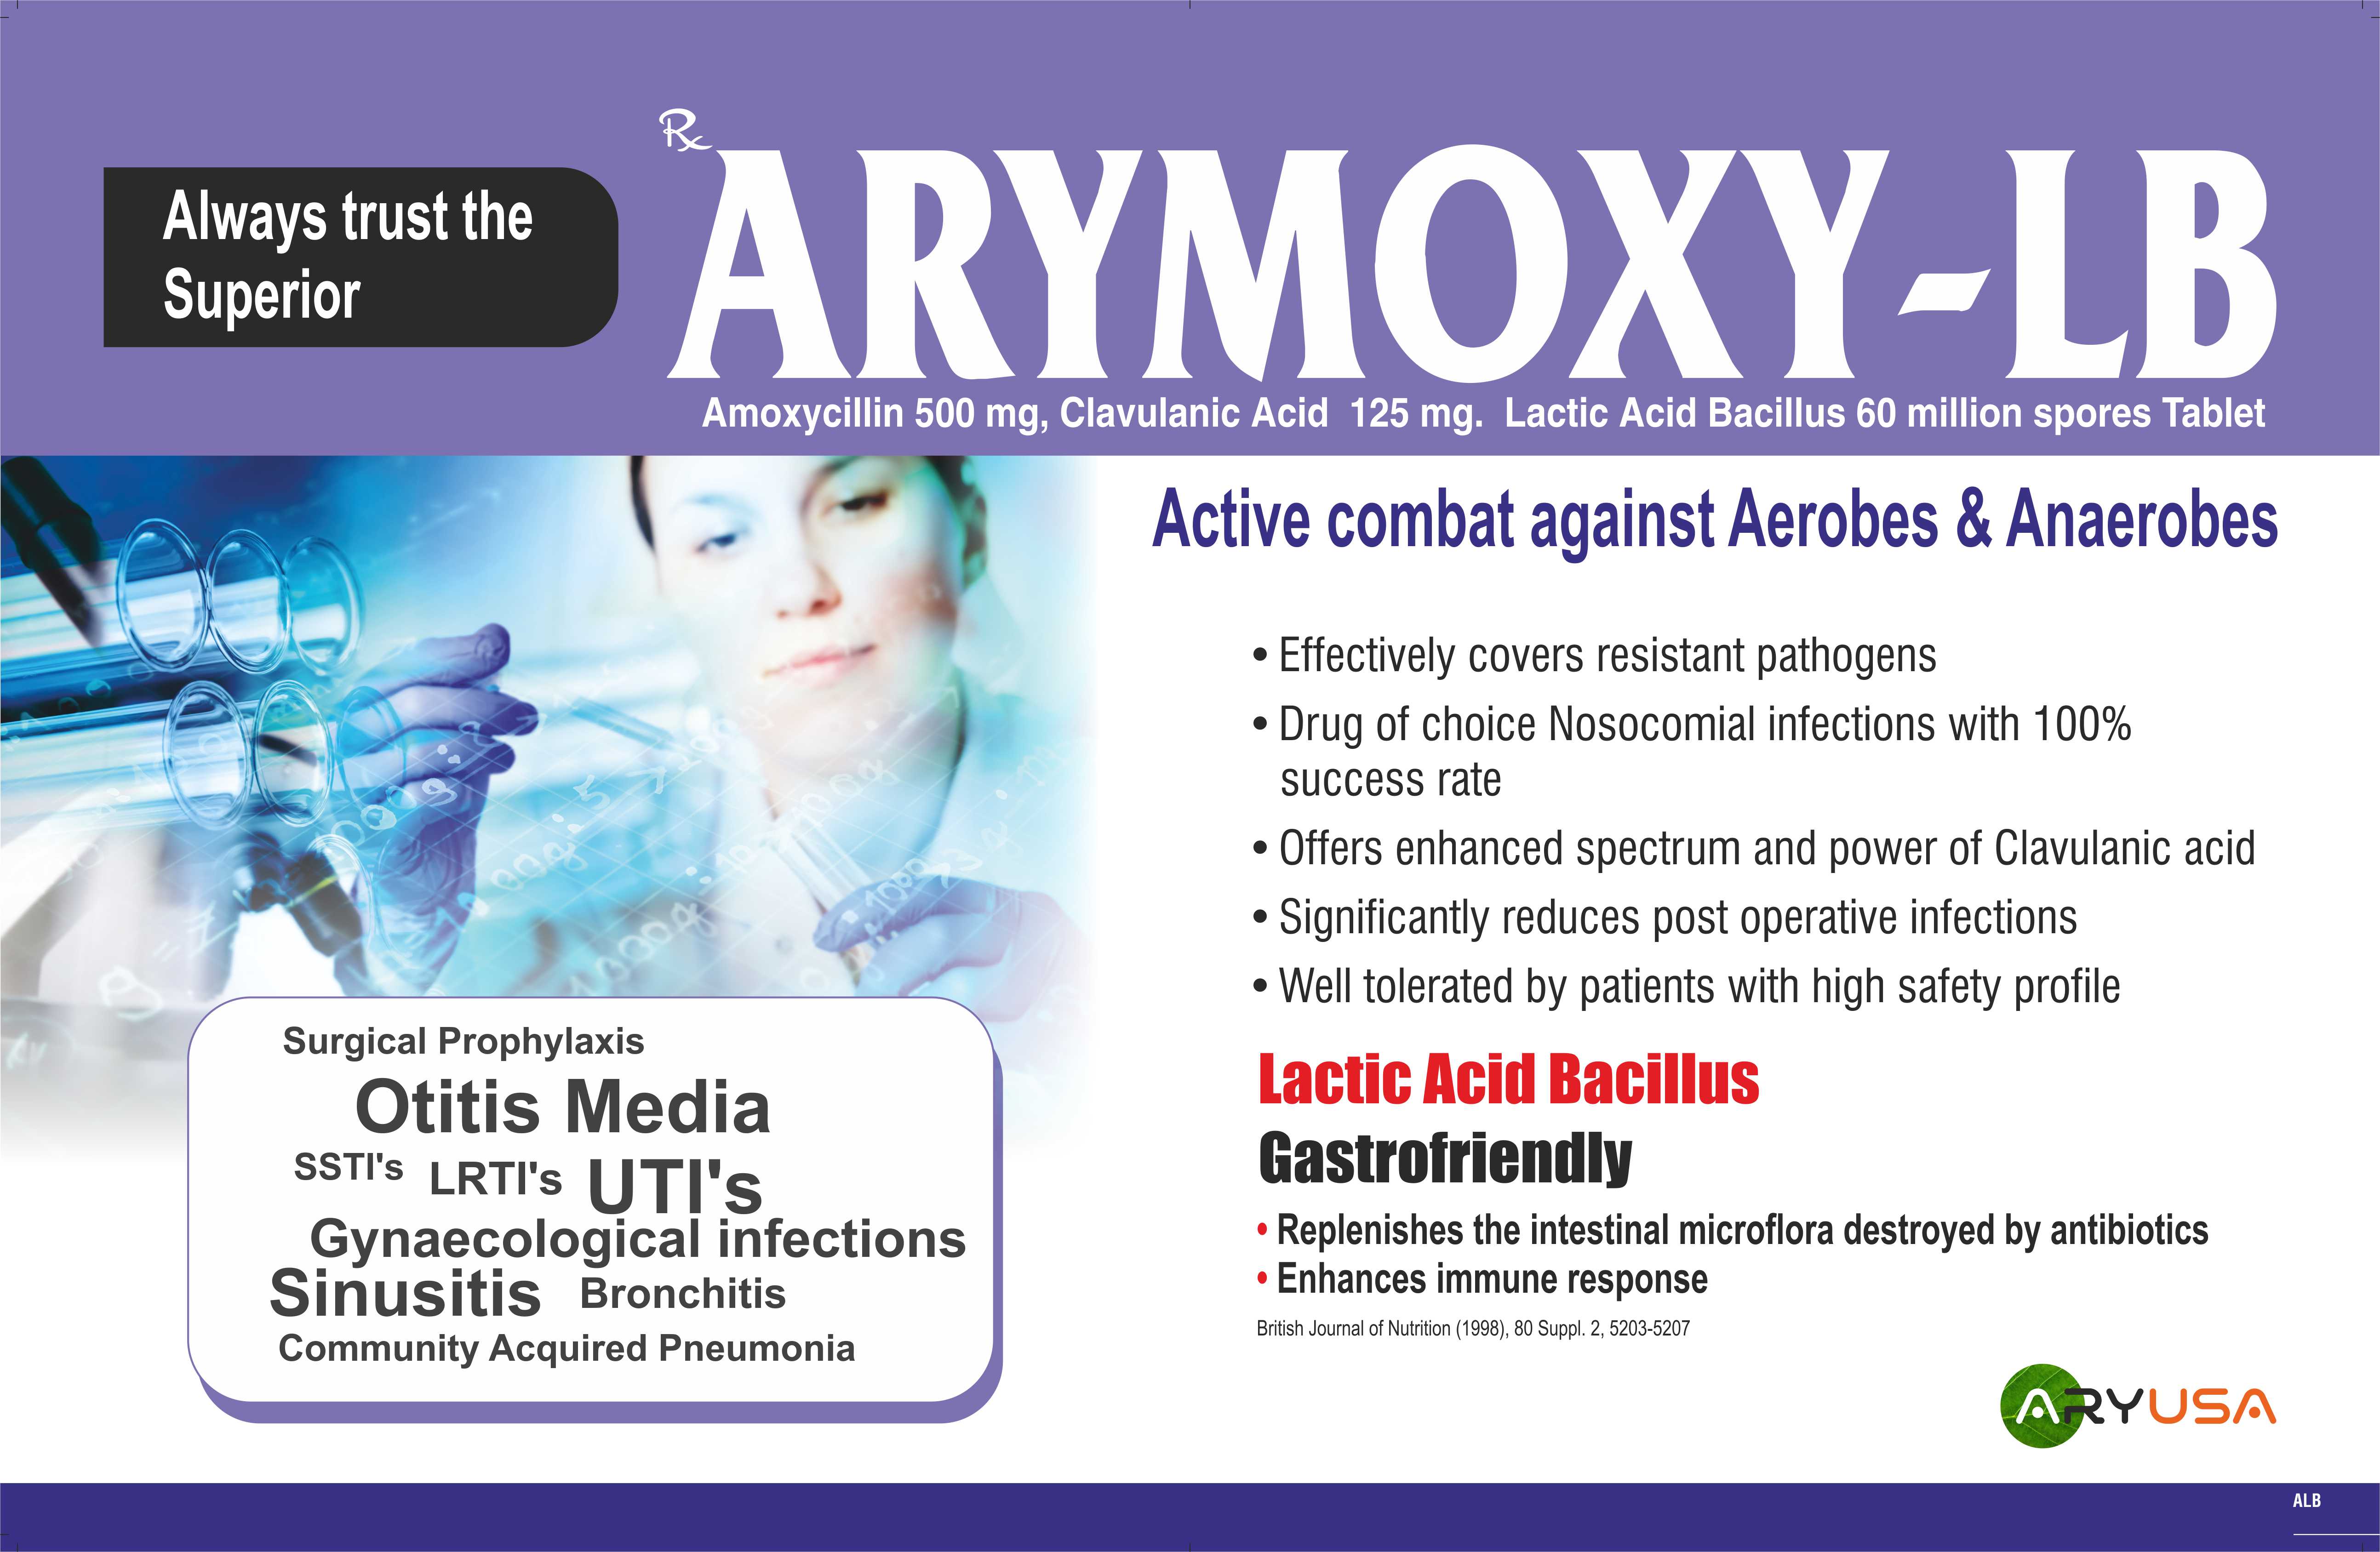 Always trust the
Superior
Rx
ARYMOXY-LB
Amoxycillin 500 mg, Clavulanic Acid 125 mg. Lactic Acid Bacillus 60 million spores Tablet
Active combat against Aerobes & Anaerobes
• Effectively covers resistant pathogens
• Drug of choice Nosocomial infections with 100%
success rate
• Offers enhanced spectrum and power of Clavulanic acid
• Significantly reduces post operative infections
• Well tolerated by patients with high safety profile
Surgical Prophylaxis
Otitis Media
SSTI's LRTI's UTI's
Gynaecological infections
Sinusitis Bronchitis
Community Acquired Pneumonia
Lactic Acid Bacillus
Gastrofriendly
• Replenishes the intestinal microflora destroyed by antibiotics
• Enhances immune response
British Journal of Nutrition (1998), 80 Suppl. 2, 5203-5207
ARYUSA
ALB